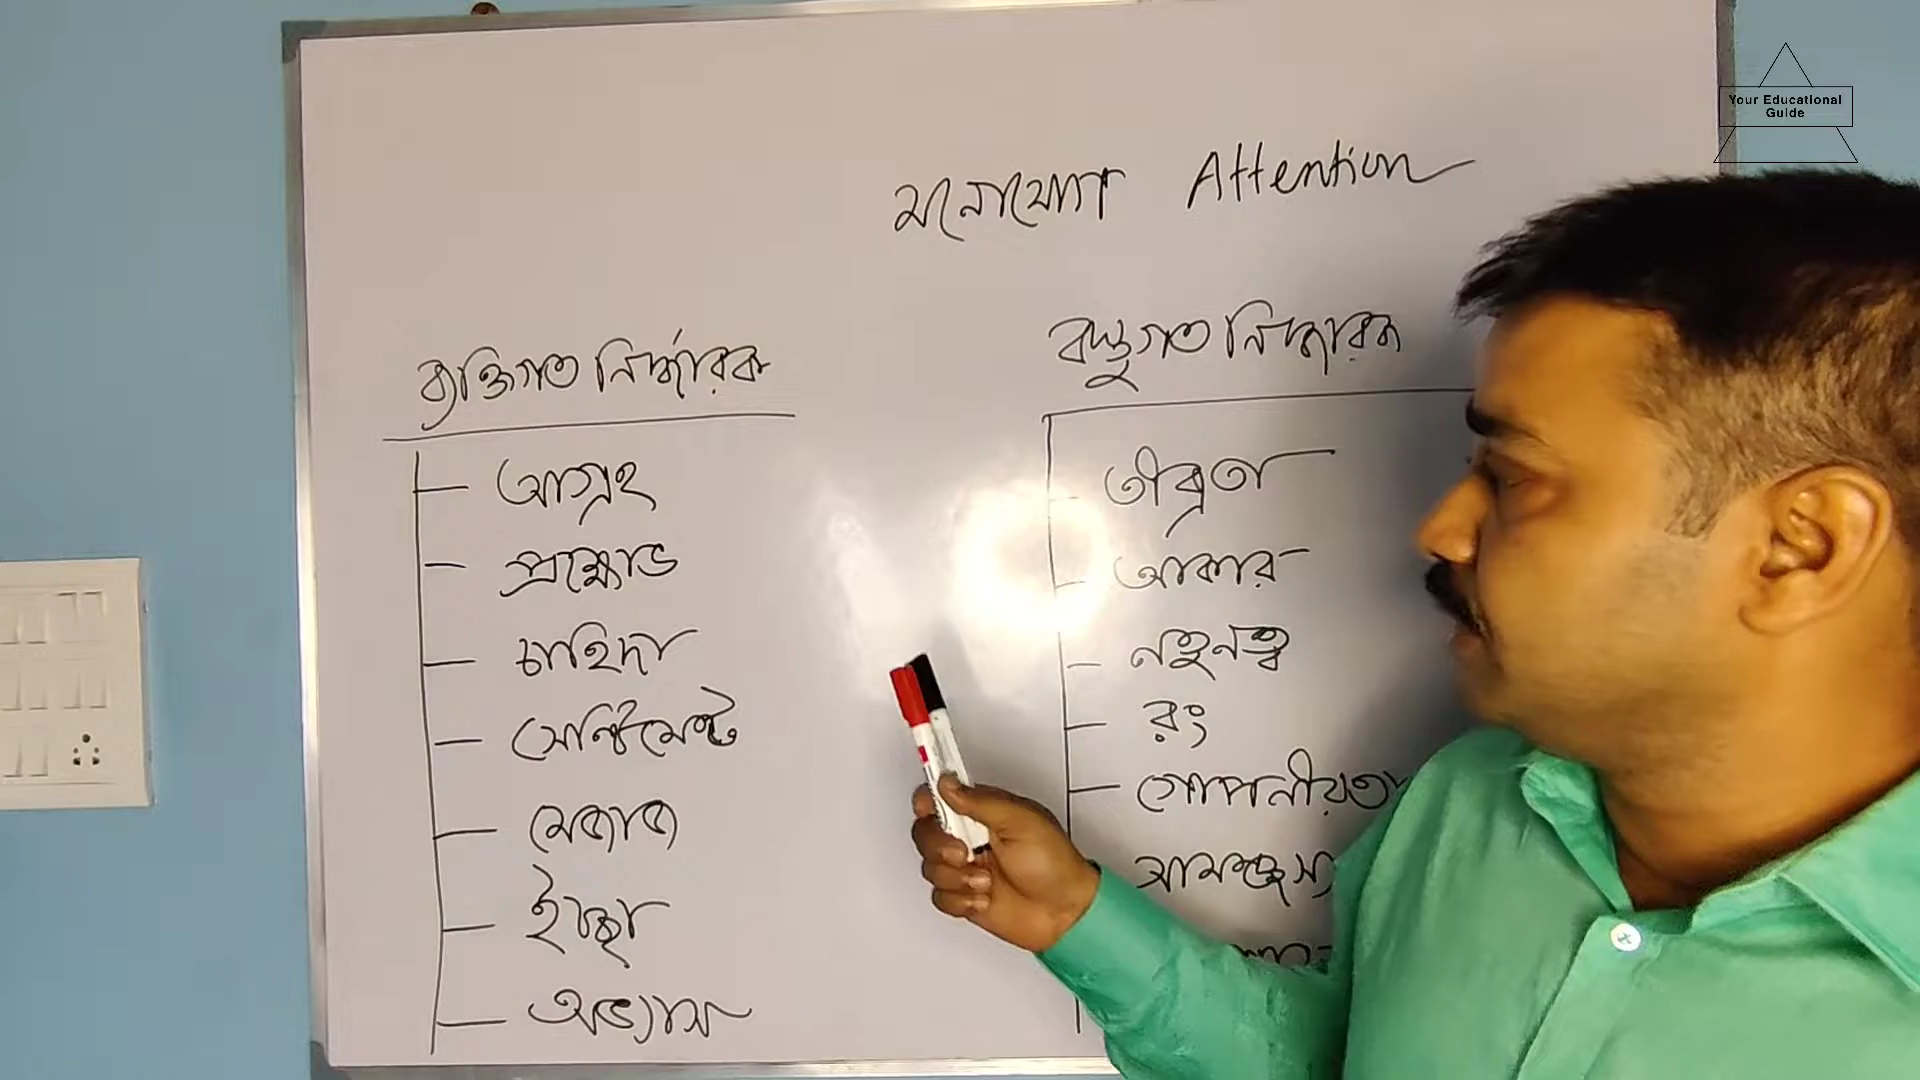 Your Educational
Guide
মনোযোগ Attention
ব্যক্তিগত নির্দ্ধারক
আগ্রহ
প্রক্ষোভ
চাহিদা
সেন্টিমেন্ট
মেজাজ
ইচ্ছা
অভ্যাস
বস্তুগত নির্দ্ধারক
তীব্রতা
আকার
নতুনত্ব
রং
গোপনীয়তা
সামঞ্জস্য